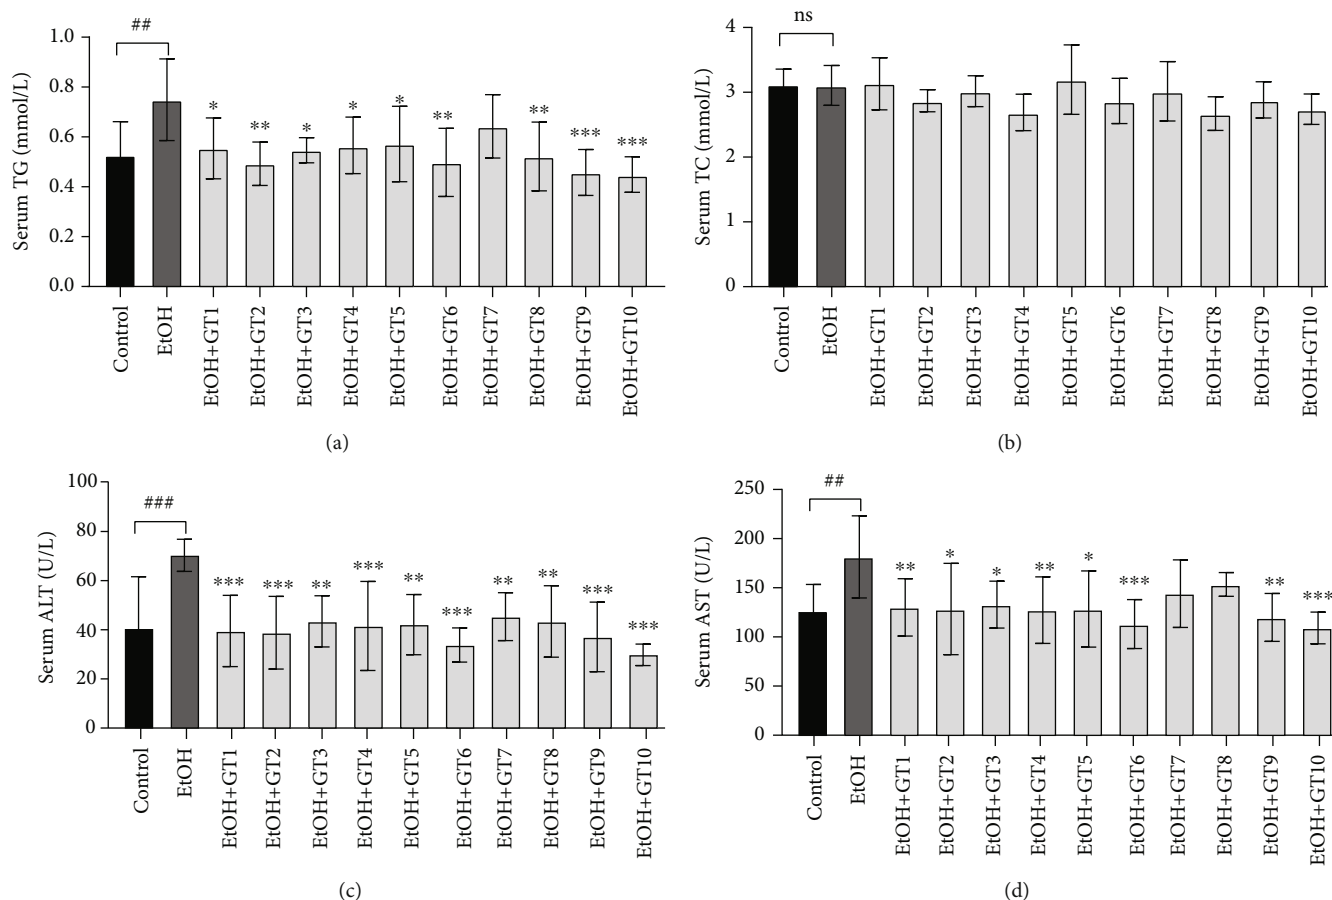 ##
1.0
0.8
0.6
0.4
0.2
0.0
Serum TG (mmol/L)
* ** * * * ** ** *** ***
Control
EtOH
EtOH+GT1
EtOH+GT2
EtOH+GT3
EtOH+GT4
EtOH+GT5
EtOH+GT6
EtOH+GT7
EtOH+GT8
EtOH+GT9
EtOH+GT10
(a)
ns
4
3
2
1
0
Serum TC (mmol/L)
Control
EtOH
EtOH+GT1
EtOH+GT2
EtOH+GT3
EtOH+GT4
EtOH+GT5
EtOH+GT6
EtOH+GT7
EtOH+GT8
EtOH+GT9
EtOH+GT10
(b)
###
100
80
60
40
20
0
Serum ALT (U/L)
*** *** ** *** ** *** ** ** *** ***
Control
EtOH
EtOH+GT1
EtOH+GT2
EtOH+GT3
EtOH+GT4
EtOH+GT5
EtOH+GT6
EtOH+GT7
EtOH+GT8
EtOH+GT9
EtOH+GT10
(c)
##
250
200
150
100
50
0
Serum AST (U/L)
** * * ** * *** ** ***
Control
EtOH
EtOH+GT1
EtOH+GT2
EtOH+GT3
EtOH+GT4
EtOH+GT5
EtOH+GT6
EtOH+GT7
EtOH+GT8
EtOH+GT9
EtOH+GT10
(d)